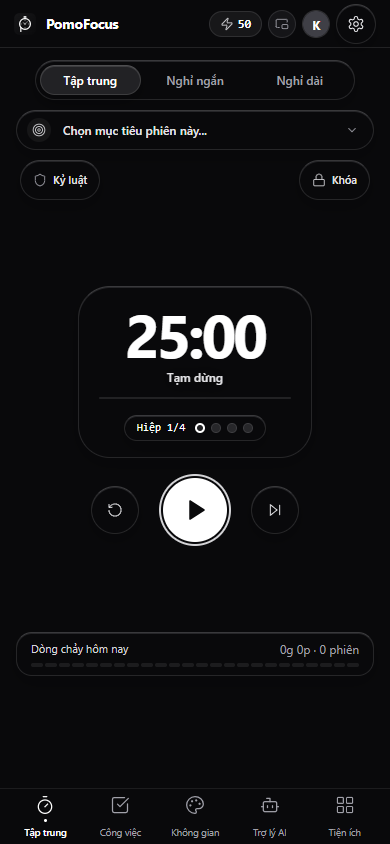 PomoFocus
50
K
Tập trung
Nghỉ ngắn
Nghỉ dài
Chọn mục tiêu phiên này...
Kỷ luật
Khóa
25:00
Tạm dừng
Hiệp 1/4
Dòng chảy hôm nay
0g 0p · 0 phiên
Tập trung
Công việc
Không gian
Trợ lý AI
Tiện ích